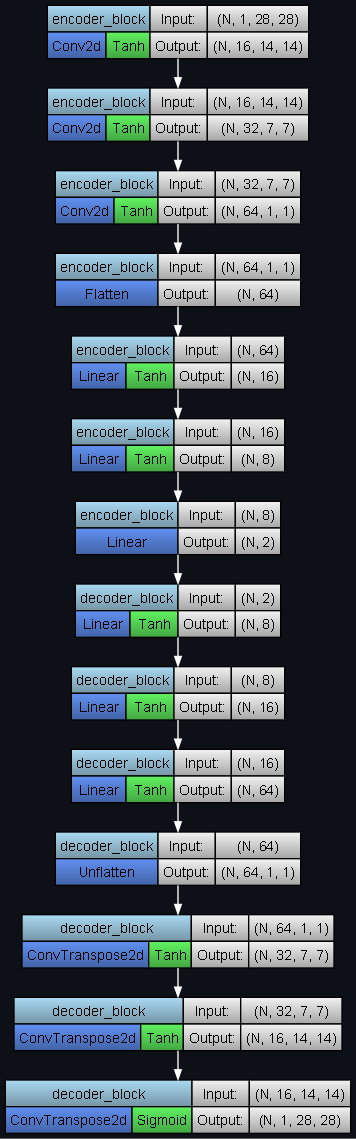 encoder_block Input: (N, 1, 28, 28)
Conv2d Tanh Output: (N, 16, 14, 14)
encoder_block Input: (N, 16, 14, 14)
Conv2d Tanh Output: (N, 32, 7, 7)
encoder_block Input: (N, 32, 7, 7)
Conv2d Tanh Output: (N, 64, 1, 1)
encoder_block Input: (N, 64, 1, 1)
Flatten Output: (N, 64)
encoder_block Input: (N, 64)
Linear Tanh Output: (N, 16)
encoder_block Input: (N, 16)
Linear Tanh Output: (N, 8)
encoder_block Input: (N, 8)
Linear Output: (N, 2)
decoder_block Input: (N, 2)
Linear Tanh Output: (N, 8)
decoder_block Input: (N, 8)
Linear Tanh Output: (N, 16)
decoder_block Input: (N, 16)
Linear Tanh Output: (N, 64)
decoder_block Input: (N, 64)
Unflatten Output: (N, 64, 1, 1)
decoder_block Input: (N, 64, 1, 1)
ConvTranspose2d Tanh Output: (N, 32, 7, 7)
decoder_block Input: (N, 32, 7, 7)
ConvTranspose2d Tanh Output: (N, 16, 14, 14)
decoder_block Input: (N, 16, 14, 14)
ConvTranspose2d Sigmoid Output: (N, 1, 28, 28)